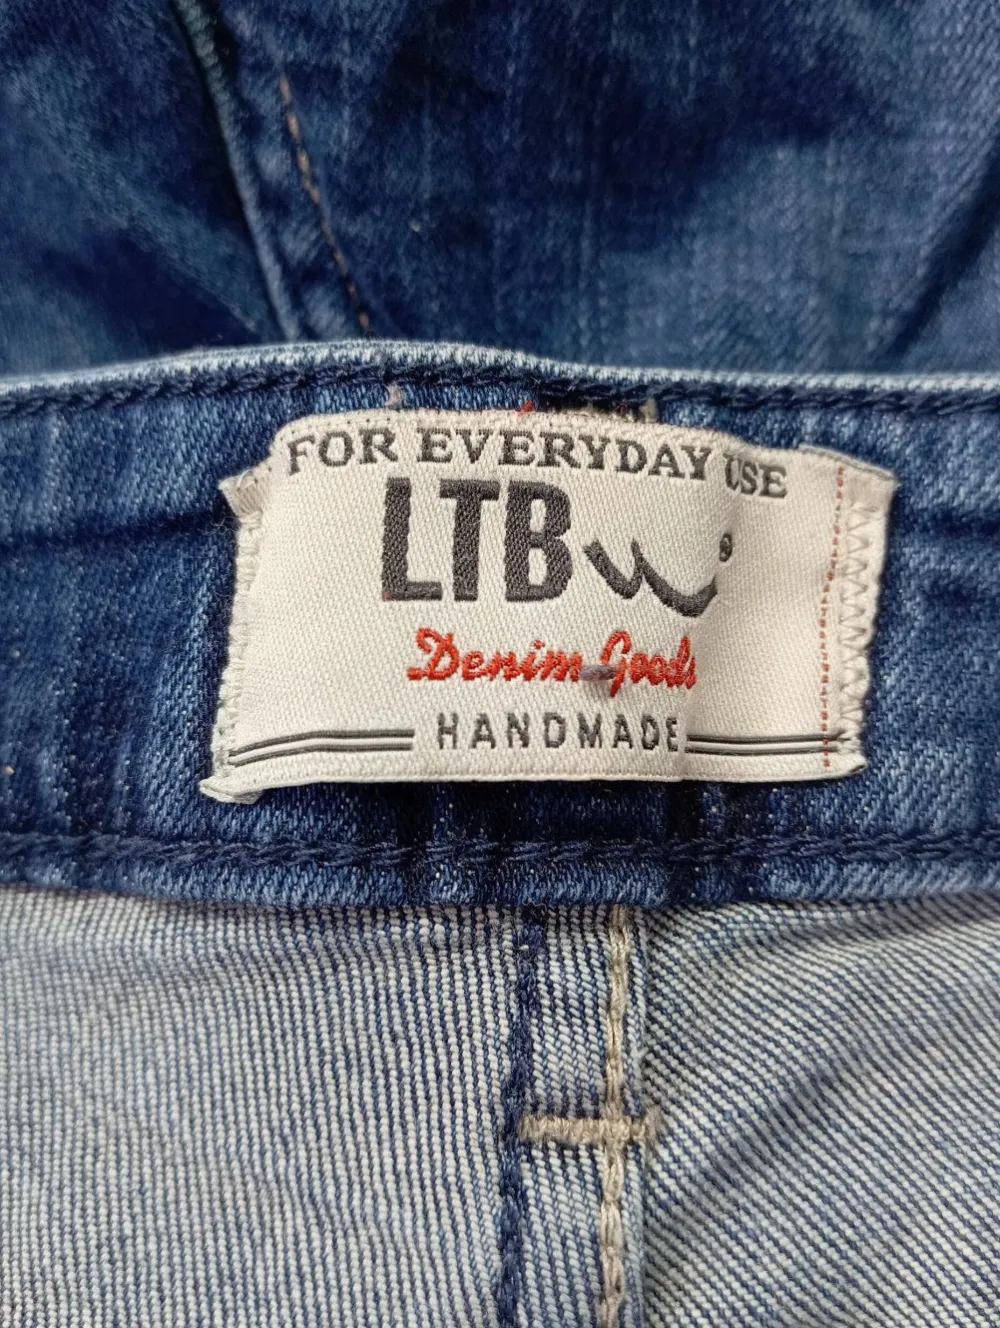 FOR EVERYDAY USE
LTB ®
Denim Goods
HANDMADE